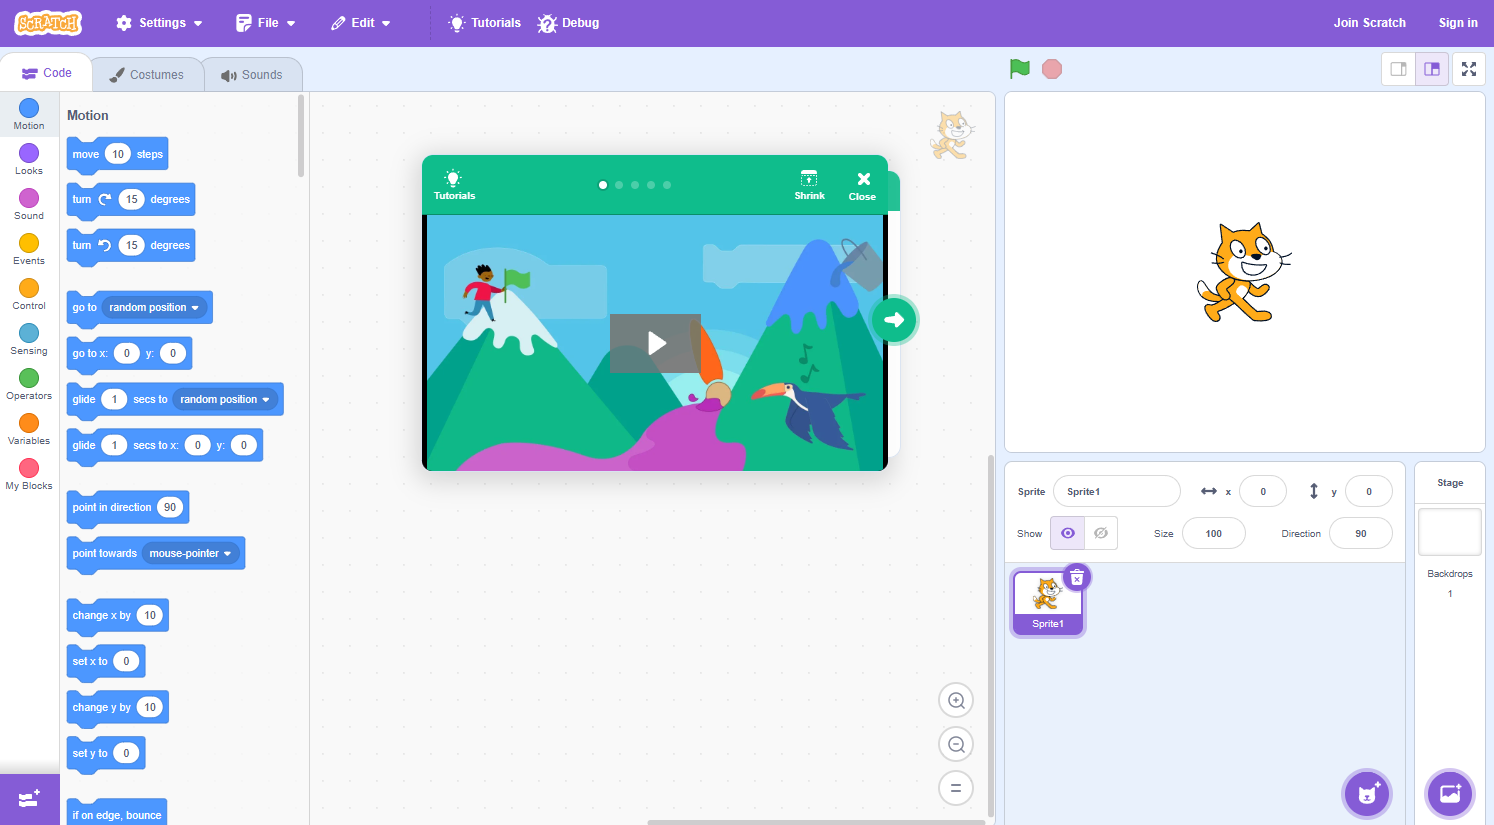 SCRATCH Settings File Edit Tutorials Debug Join Scratch Sign in
Code Costumes Sounds
Motion
Looks
Sound
Events
Control
Sensing
Operators
Variables
My Blocks
Motion
move 10 steps
turn 15 degrees
turn 15 degrees
go to random position
go to x: 0 y: 0
glide 1 secs to random position
glide 1 secs to x: 0 y: 0
point in direction 90
point towards mouse-pointer
change x by 10
set x to 0
change y by 10
set y to 0
if on edge, bounce
Tutorials Shrink Close
Sprite Sprite1 x 0 y 0
Show Size 100 Direction 90
Sprite1
Stage
Backdrops
1